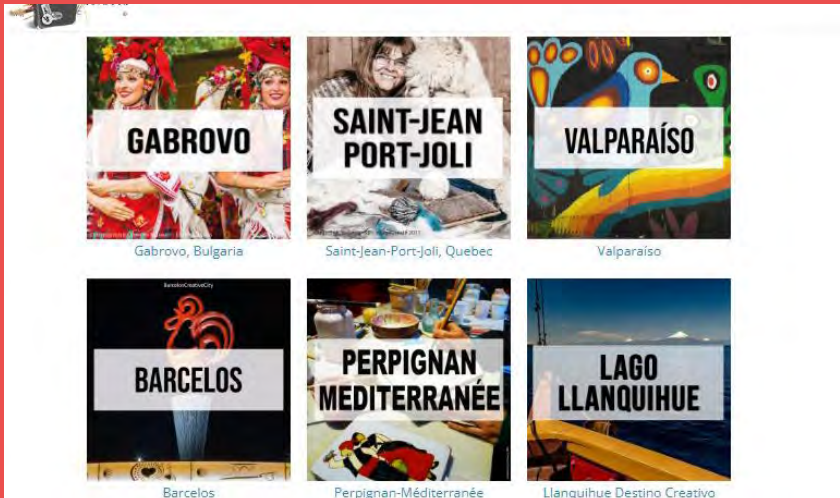 GABROVO
SAINT-JEAN
PORT-JOLI
VALPARAÍSO
Gabrovo, Bulgaria
Saint-Jean-Port-Joli, Quebec
Valparaíso
BarcelosCreativeCity
BARCELOS
PERPIGNAN
MEDITERRANÉE
LAGO
LLANQUIHUE
Barcelos
Perpignan-Méditerranée
Llanquihue Destino Creativo